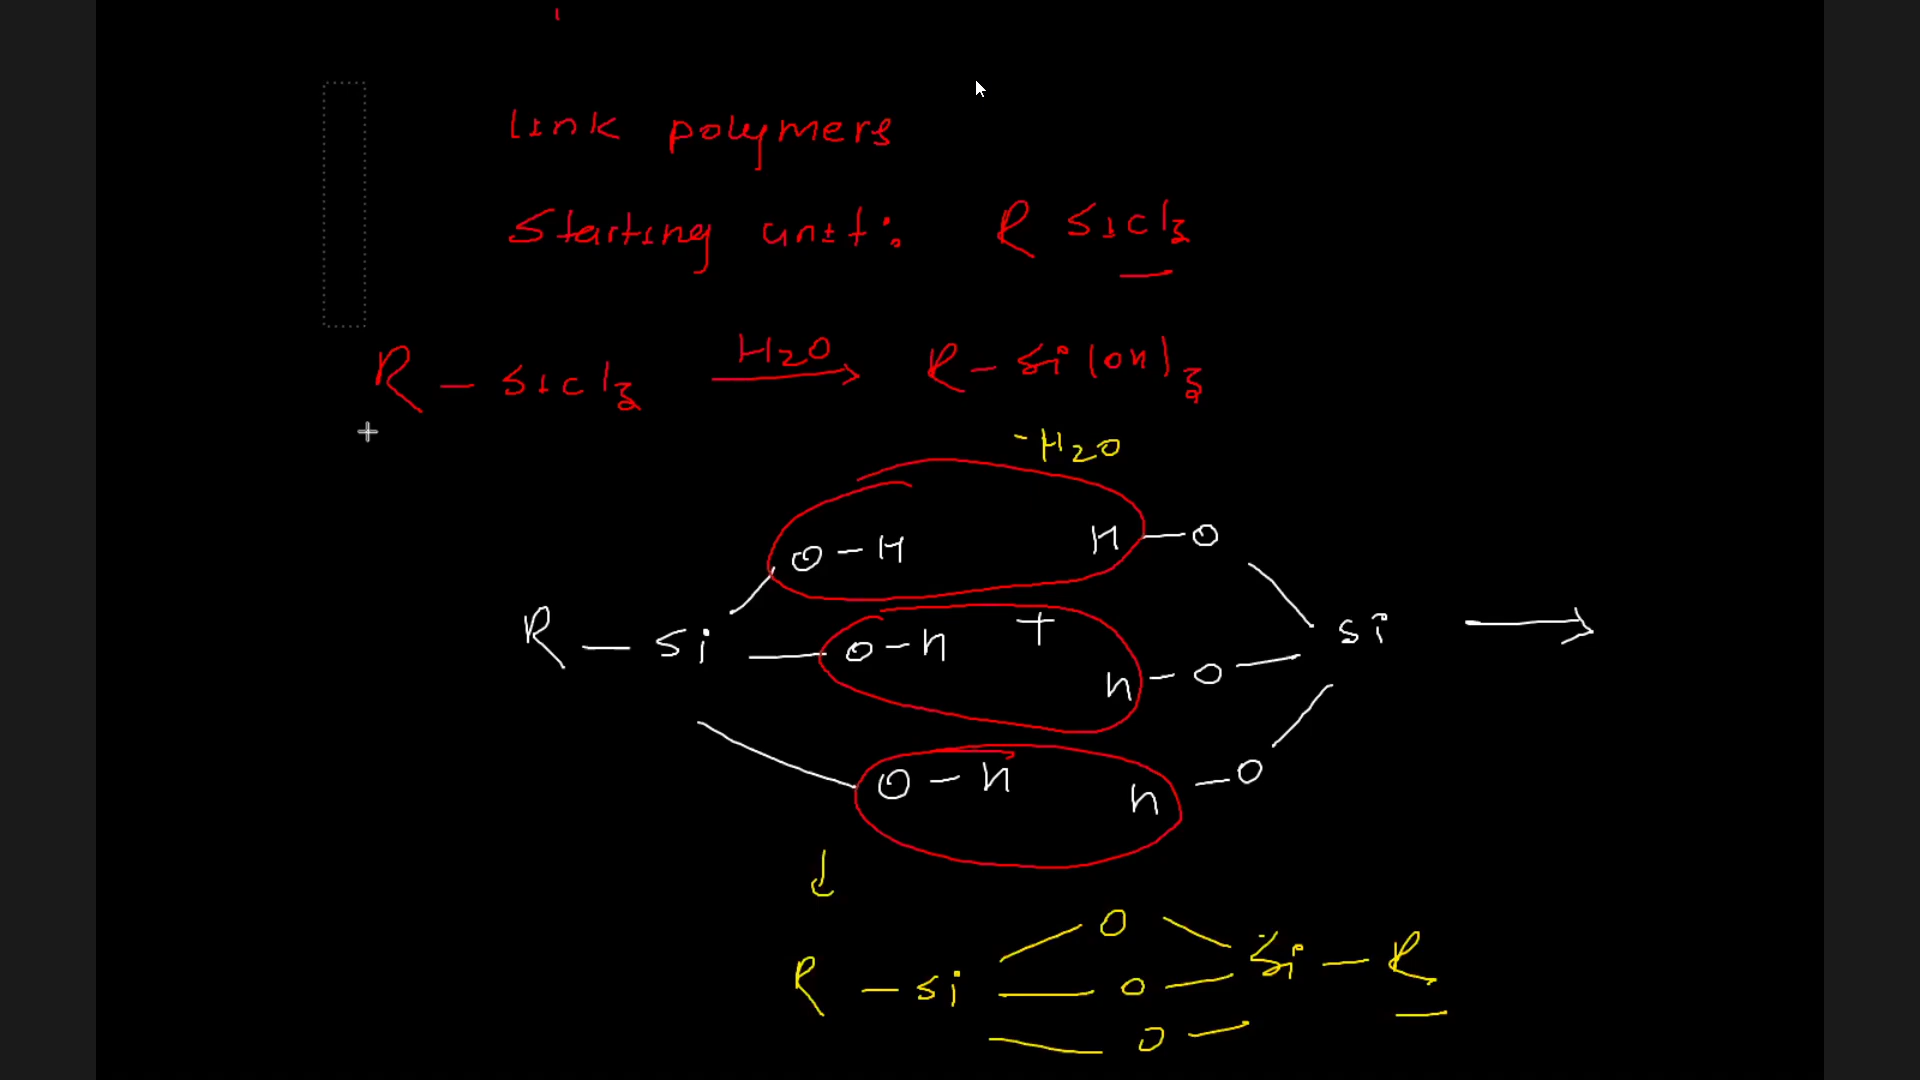 Link polymers
Starting unit: R SiCl3
R - SiCl3 H2O → R - Si(OH)3
- H2O
O - H H - O
R - Si O - H + H - O Si →
O - H H - O
O
R - Si O Si - R
O